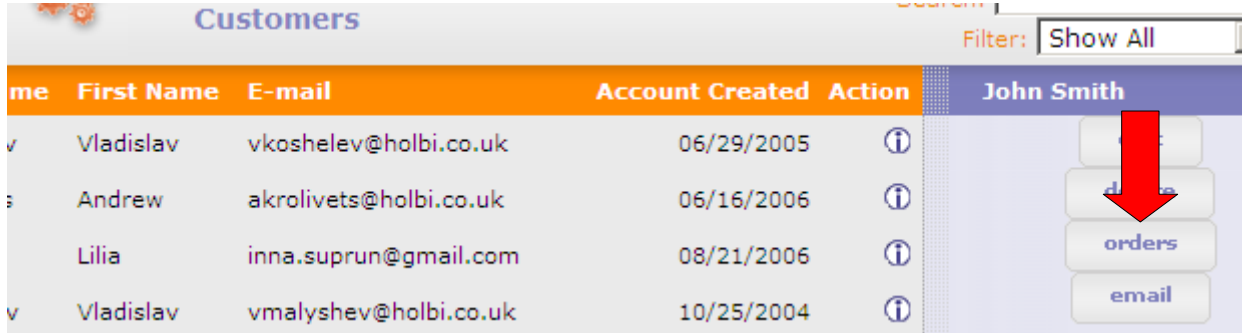 Customers
Filter: Show All
me First Name E-mail Account Created Action John Smith
v Vladislav vkoshelev@holbi.co.uk 06/29/2005
s Andrew akrolivets@holbi.co.uk 06/16/2006
Lilia inna.suprun@gmail.com 08/21/2006
orders
v Vladislav vmalyshev@holbi.co.uk 10/25/2004
email